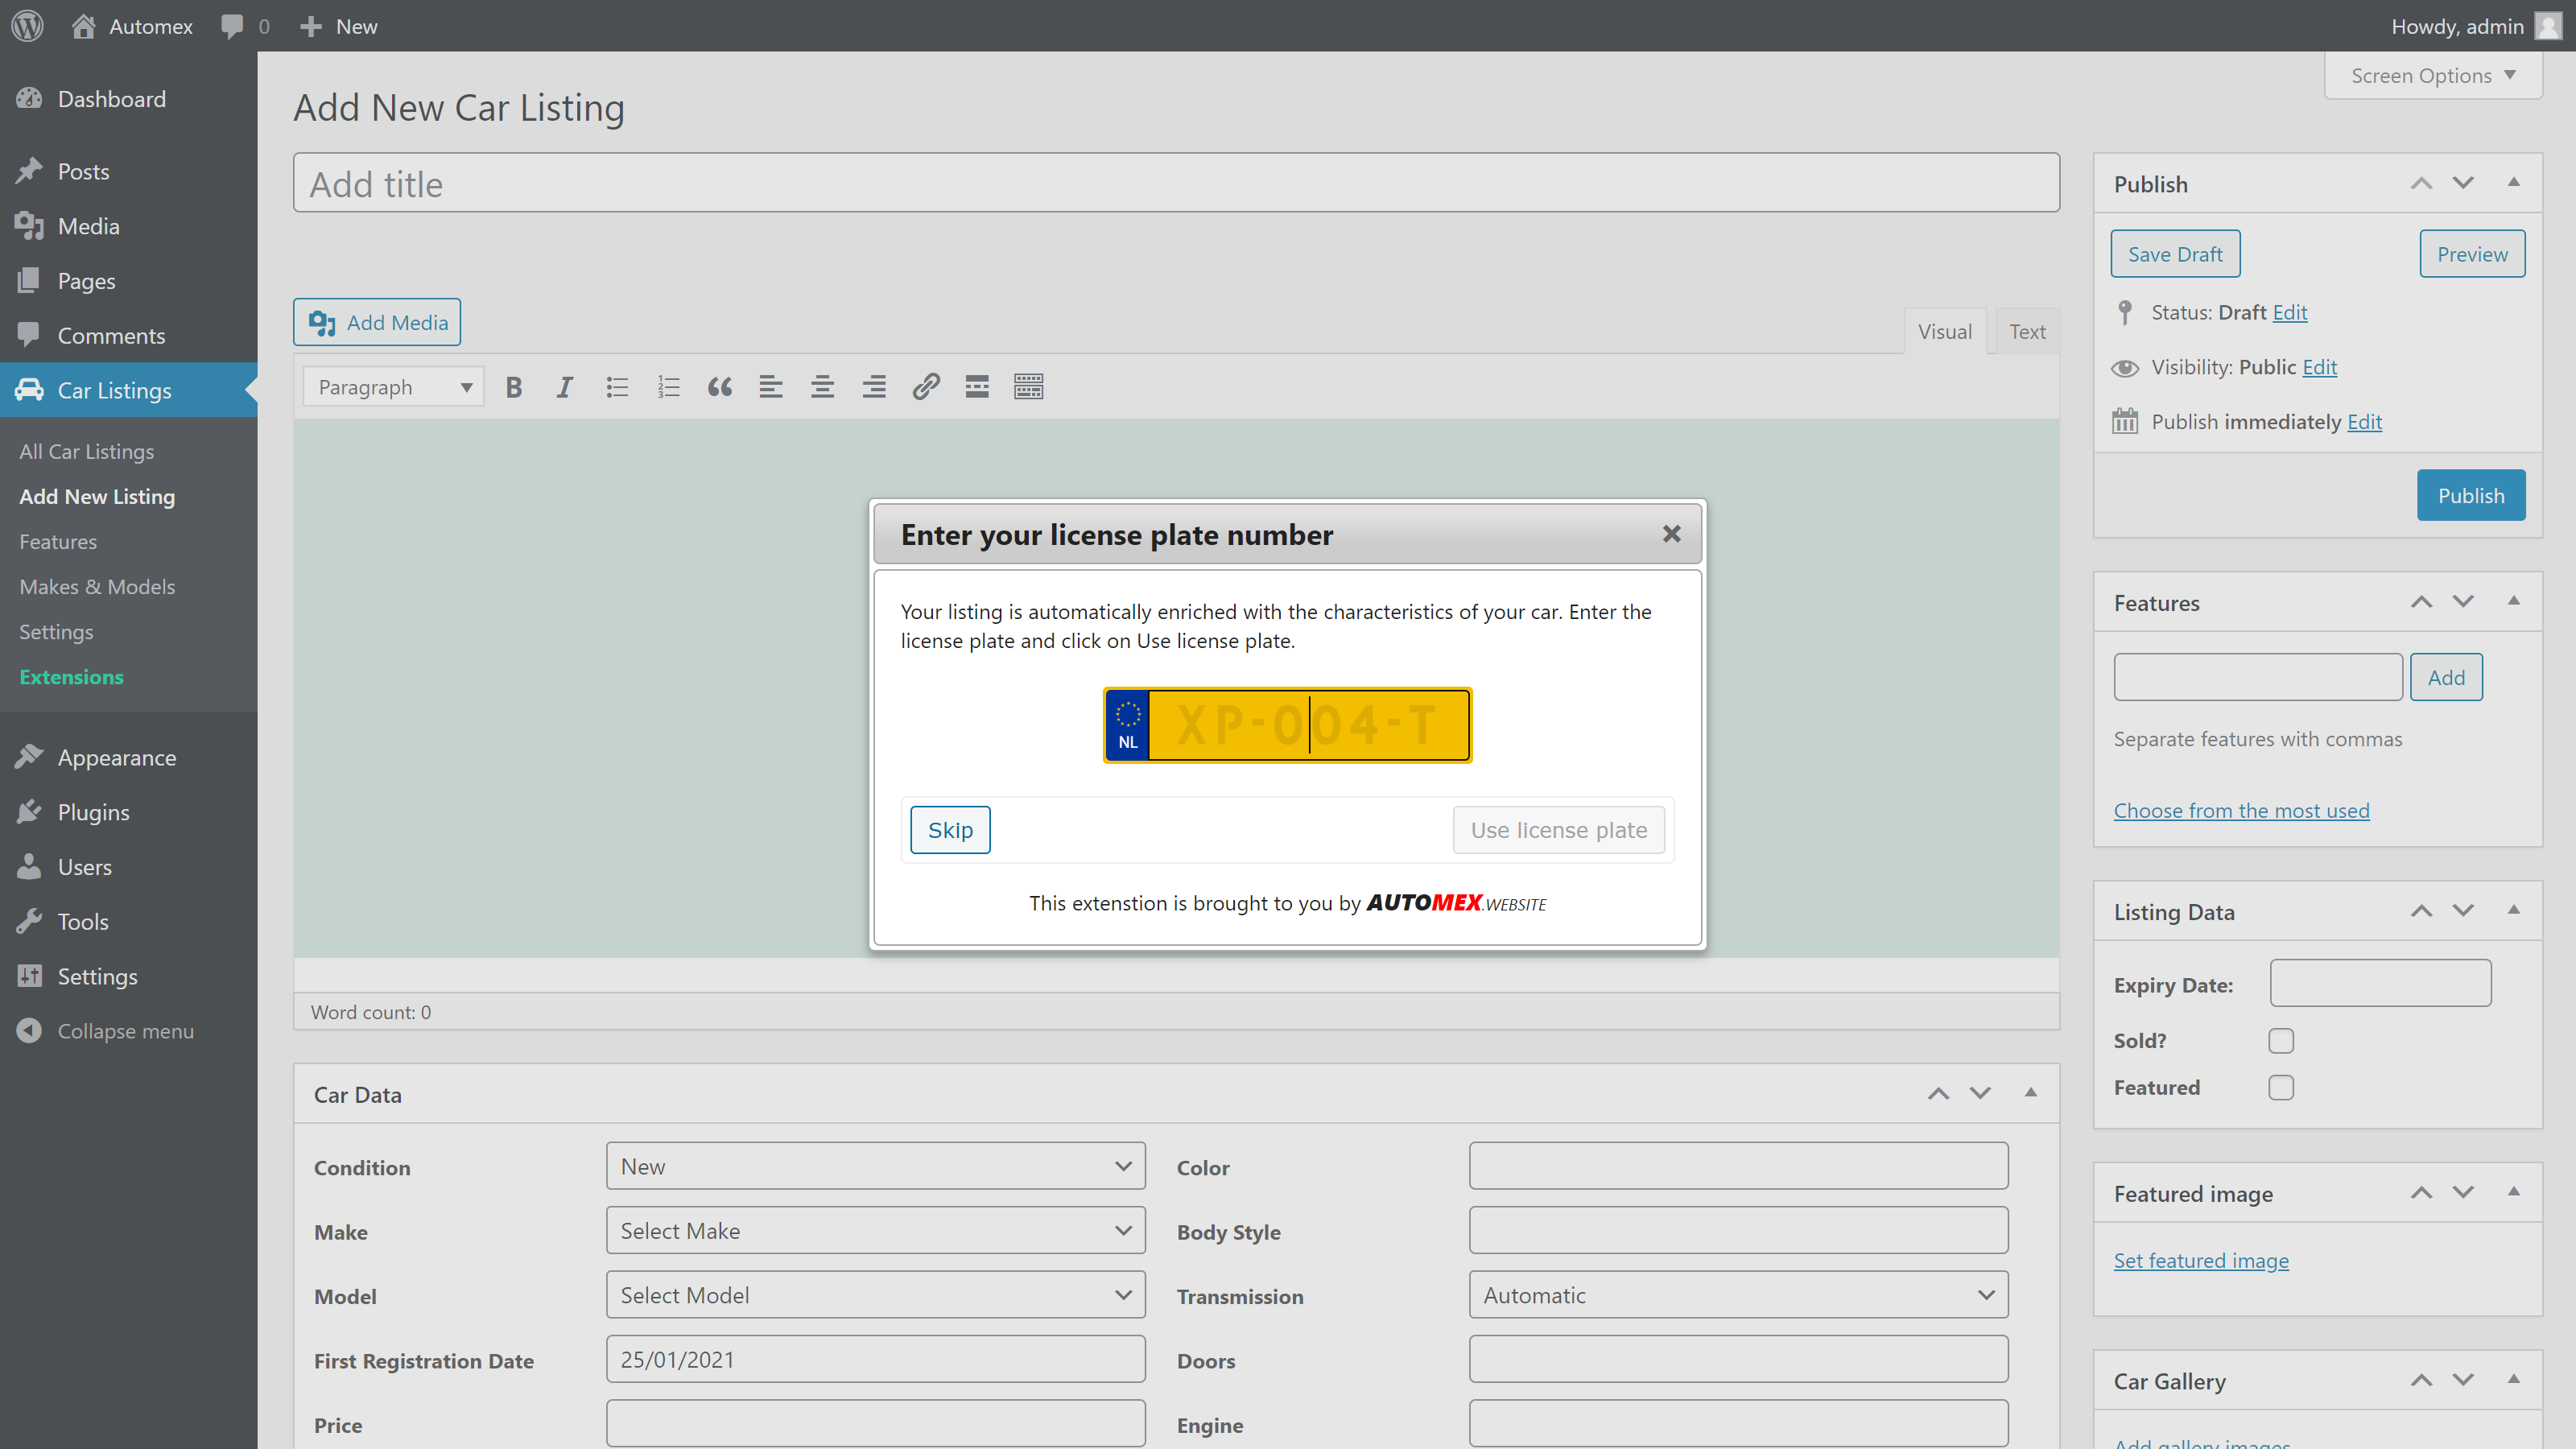 Automex 0 New Howdy, admin
Screen Options
Dashboard
Posts
Media
Pages
Comments
Car Listings
All Car Listings
Add New Listing
Features
Makes & Models
Settings
Extensions
Appearance
Plugins
Users
Tools
Settings
Collapse menu
Add New Car Listing
Add title
Add Media
Visual Text
Paragraph
Enter your license plate number
Your listing is automatically enriched with the characteristics of your car. Enter the
license plate and click on Use license plate.
NL XP-004-T
Skip Use license plate
This extenstion is brought to you by AUTOMEX.WEBSITE
Word count: 0
Car Data
Condition New Color
Make Select Make Body Style
Model Select Model Transmission Automatic
First Registration Date 25/01/2021 Doors
Price Engine
Publish
Save Draft Preview
Status: Draft Edit
Visibility: Public Edit
Publish immediately Edit
Publish
Features
Add
Separate features with commas
Choose from the most used
Listing Data
Expiry Date:
Sold?
Featured
Featured image
Set featured image
Car Gallery
Add gallery images